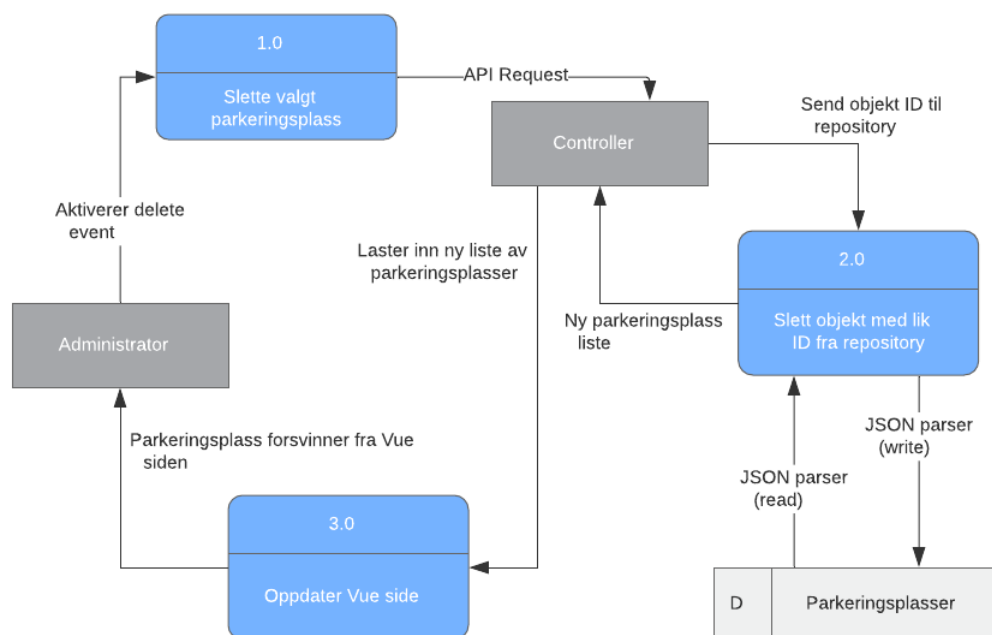 1.0
Slette valgt
parkeringsplass
API Request
Controller
Send objekt ID til
repository
Aktiverer delete
event
Laster inn ny liste av
parkeringsplasser
2.0
Slett objekt med lik
ID fra repository
Ny parkeringsplass
liste
Administrator
JSON parser
(write)
Parkeringsplass forsvinner fra Vue
siden
JSON parser
(read)
3.0
Oppdater Vue side
D
Parkeringsplasser